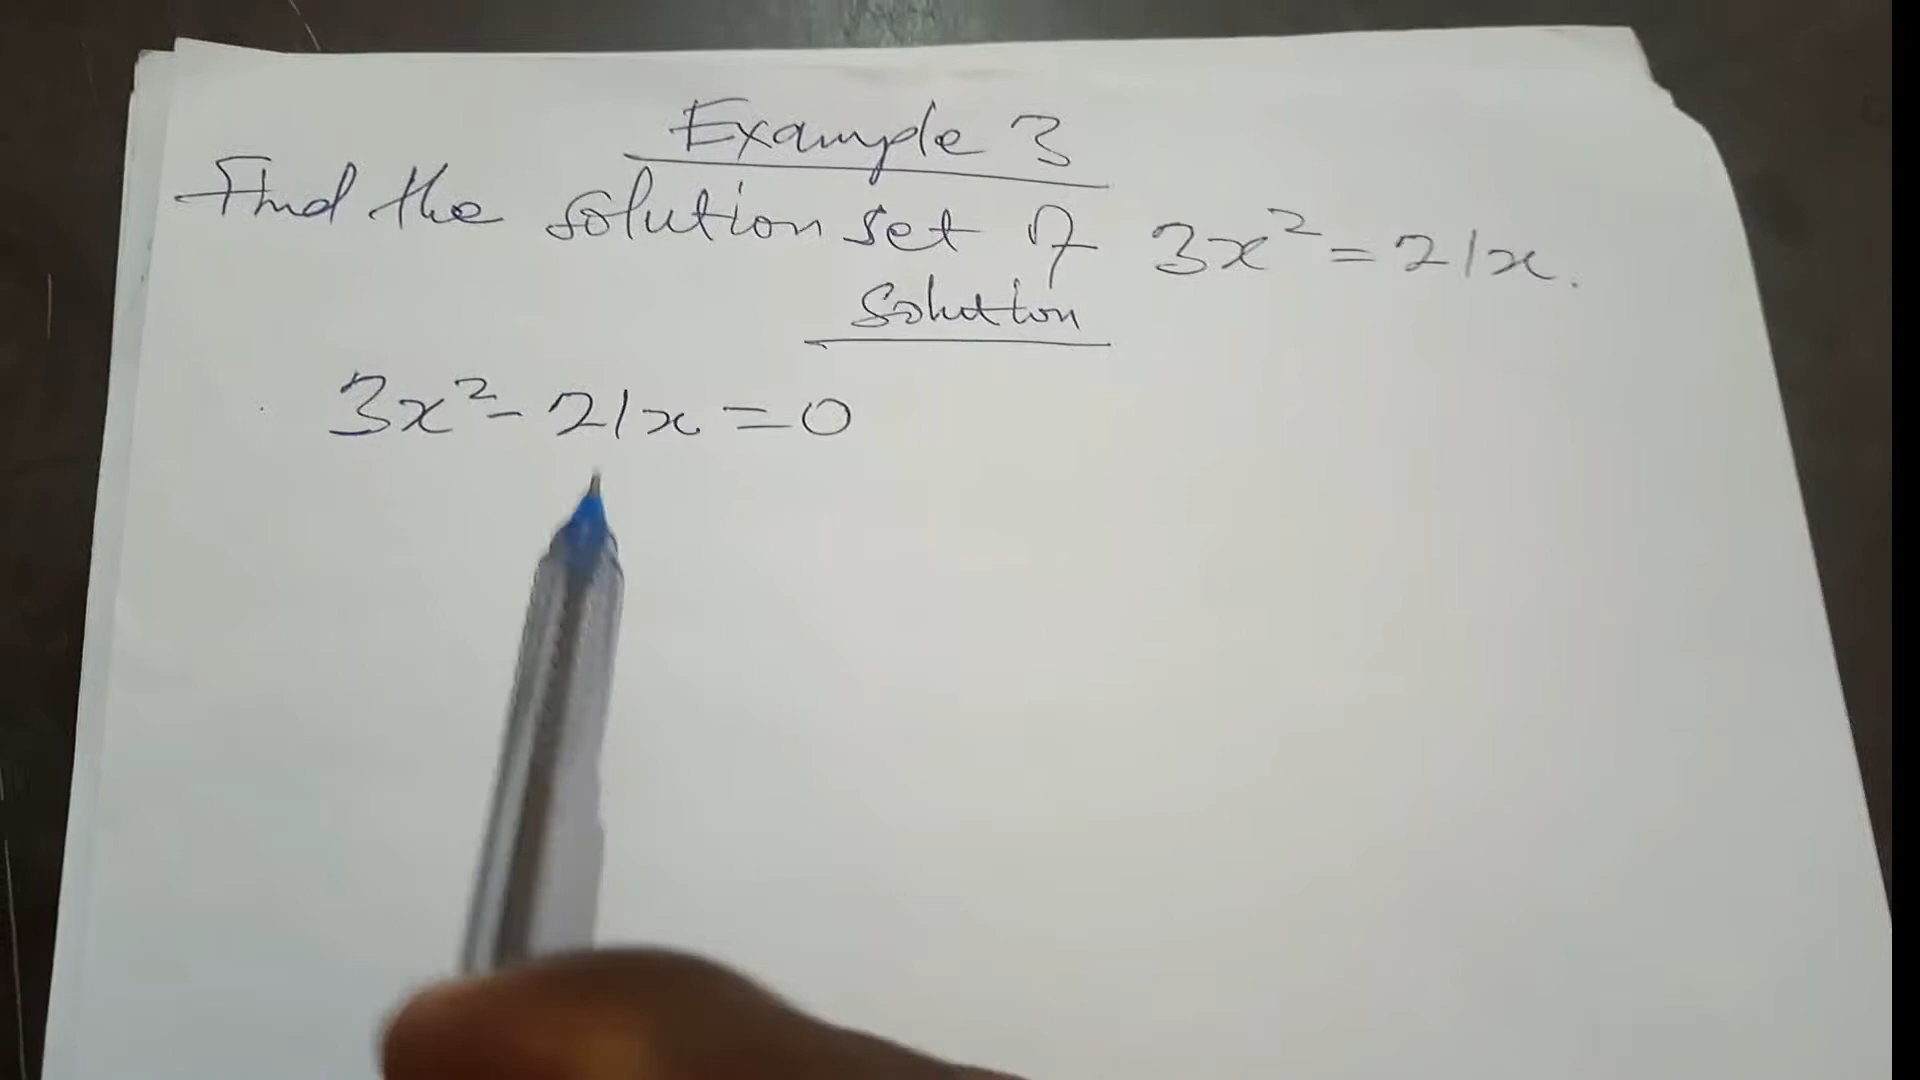 Example 3
Find the solution set of 3x² = 21x.
Solution
3x² - 21x = 0